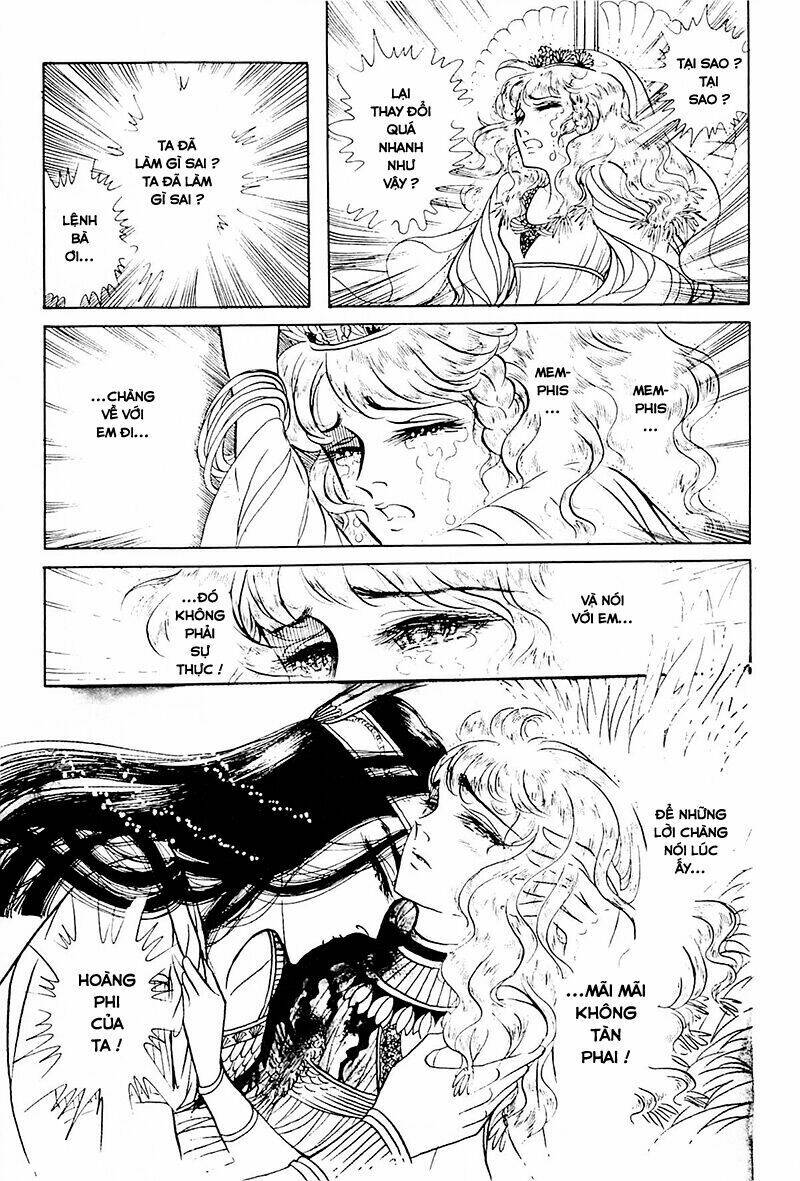 TẠI SAO ?
TẠI
SAO ?
LẠI
THAY ĐỔI
QUÁ
NHANH
NHƯ
VẬY ?
TA ĐÃ
LÀM GÌ SAI ?
TA ĐÃ LÀM
GÌ SAI ?
LỆNH
BÀ
ƠI...
MEM-
PHIS
...
MEM-
PHIS
...
...CHÀNG
VỀ VỚI
EM ĐI...
VÀ NÓI
VỚI EM...
...ĐÓ
KHÔNG
PHẢI
SỰ
THỰC !
ĐỂ NHỮNG
LỜI CHÀNG
NÓI LÚC
ẤY...
...MÃI MÃI
KHÔNG
TÀN
PHAI !
HOÀNG
PHI
CỦA
TA !